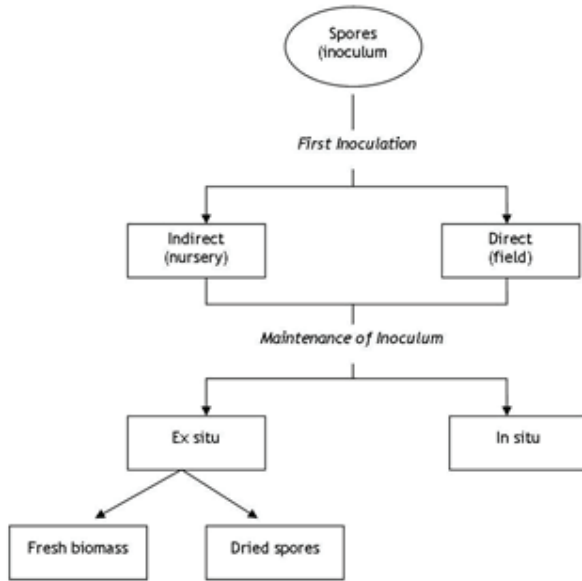 Spores
(inoculum
First Inoculation
Indirect
(nursery)
Direct
(field)
Maintenance of Inoculum
Ex situ
In situ
Fresh biomass
Dried spores